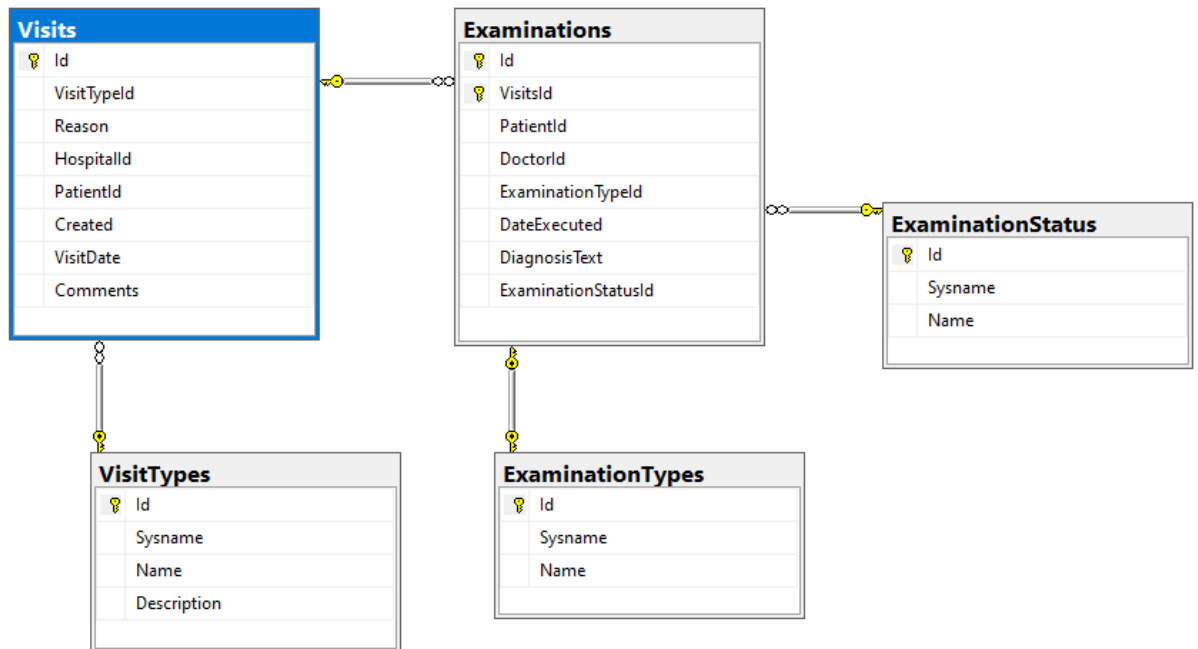 Visits
Id
VisitTypeId
Reason
HospitalId
PatientId
Created
VisitDate
Comments
Examinations
Id
VisitsId
PatientId
DoctorId
ExaminationTypeId
DateExecuted
DiagnosisText
ExaminationStatusId
ExaminationStatus
Id
Sysname
Name
VisitTypes
Id
Sysname
Name
Description
ExaminationTypes
Id
Sysname
Name